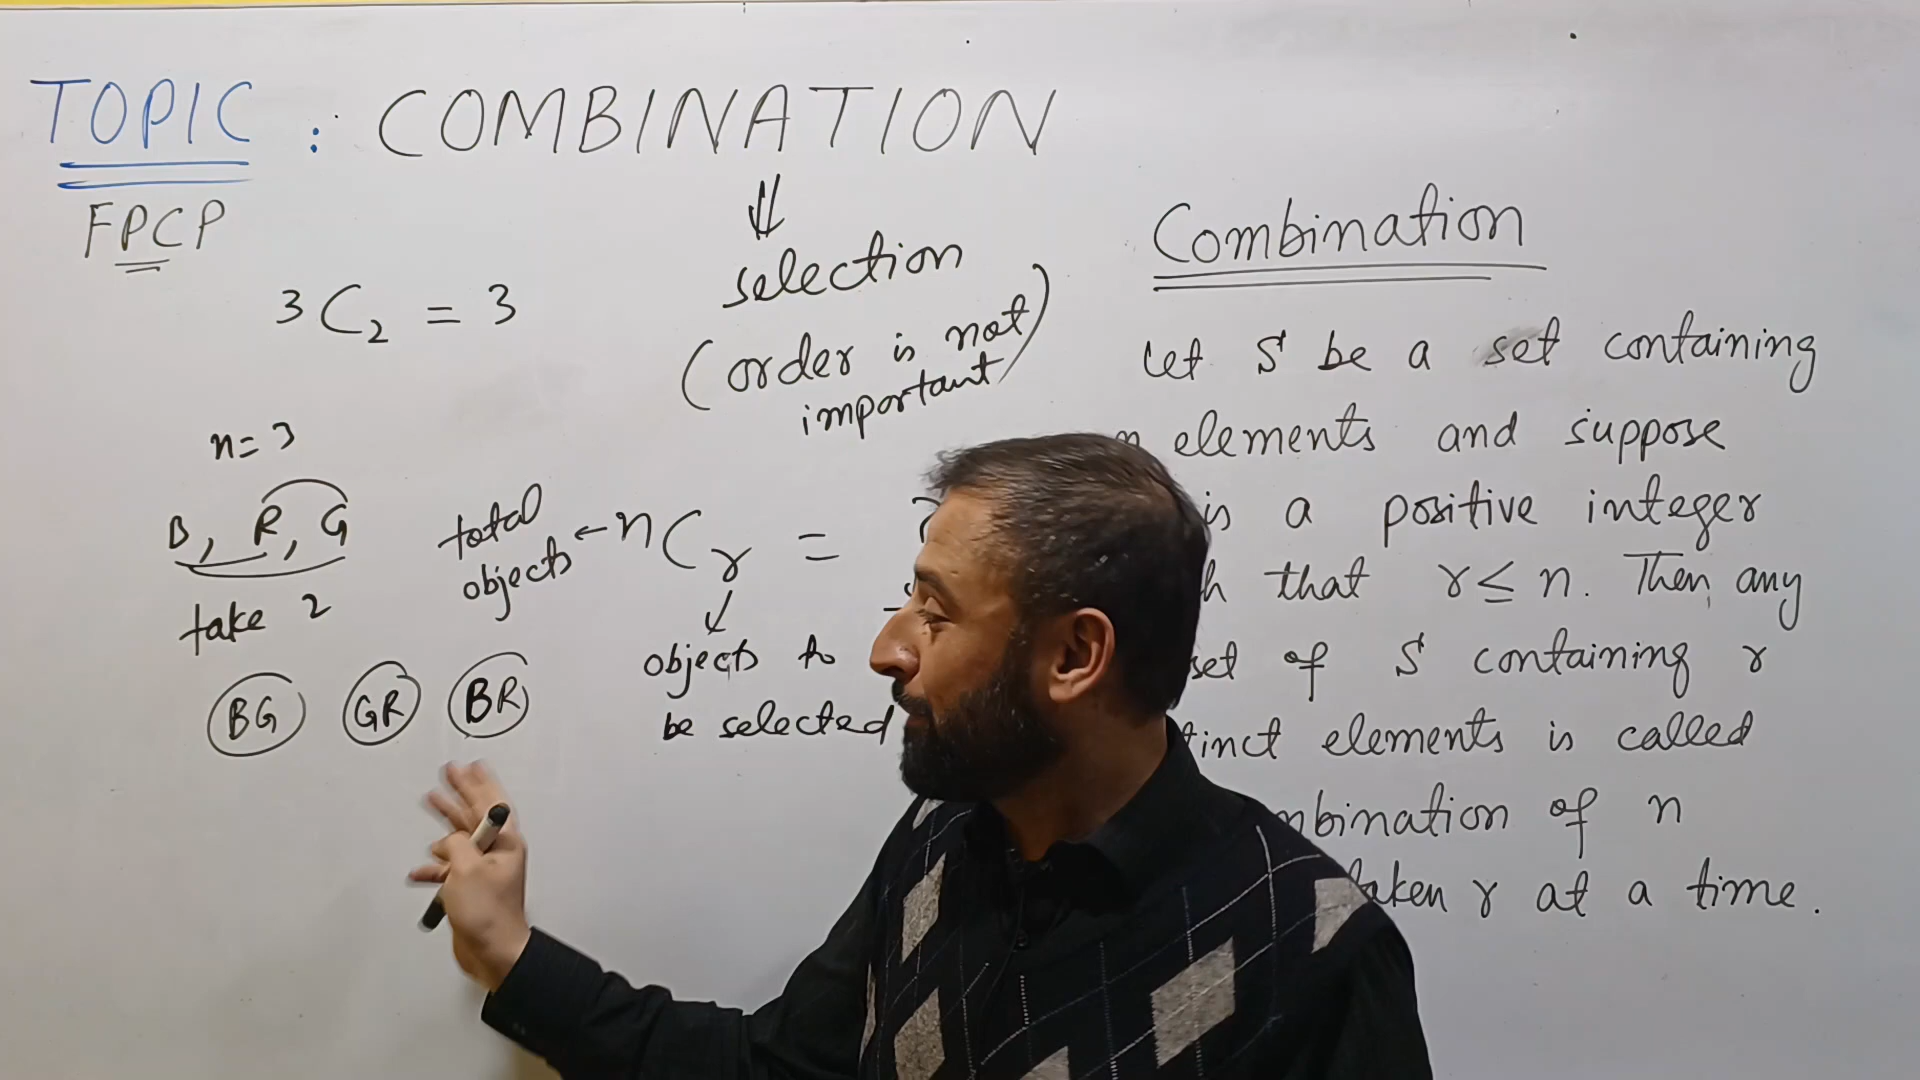 TOPIC : COMBINATION
FPCP
3C2 = 3
⇓
selection
(order is not
important)
n=3
B, R, G
take 2
BG GR BR
total
objects ← nCr =
↓
objects to
be selected
Combination
Let S be a set containing
n elements and suppose
is a positive integer
that r ≤ n. Then, any
set of S containing r
elements is called
of n
taken r at a time.